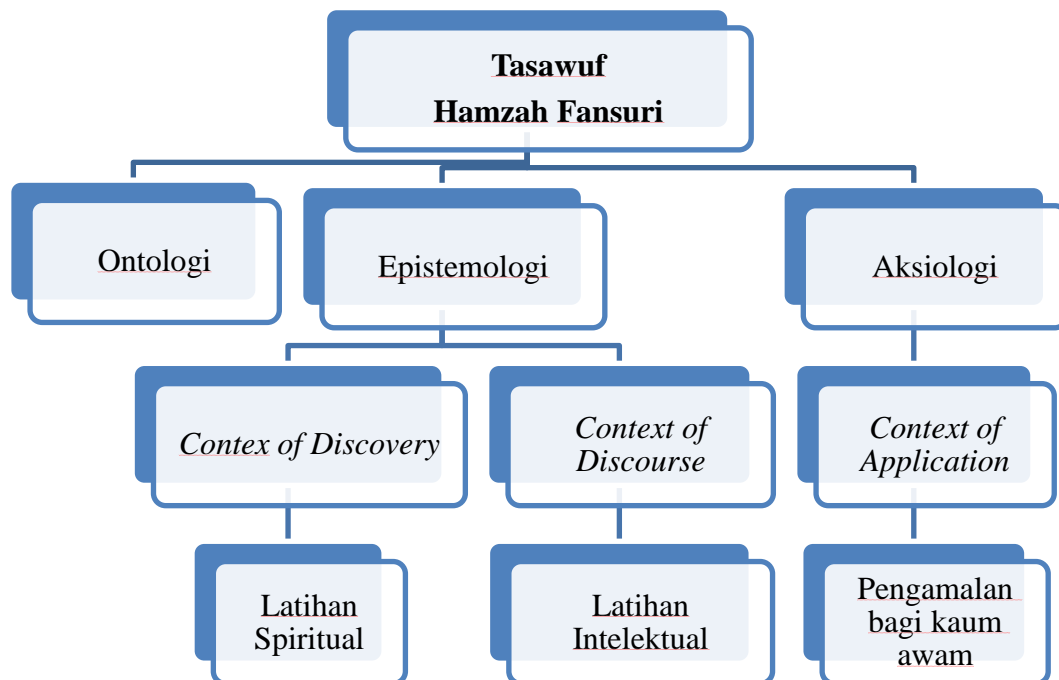 Tasawuf
Hamzah Fansuri
Ontologi
Epistemologi
Aksiologi
Contex of Discovery
Context of
Discourse
Context of
Application
Latihan
Spiritual
Latihan
Intelektual
Pengamalan
bagi kaum
awam